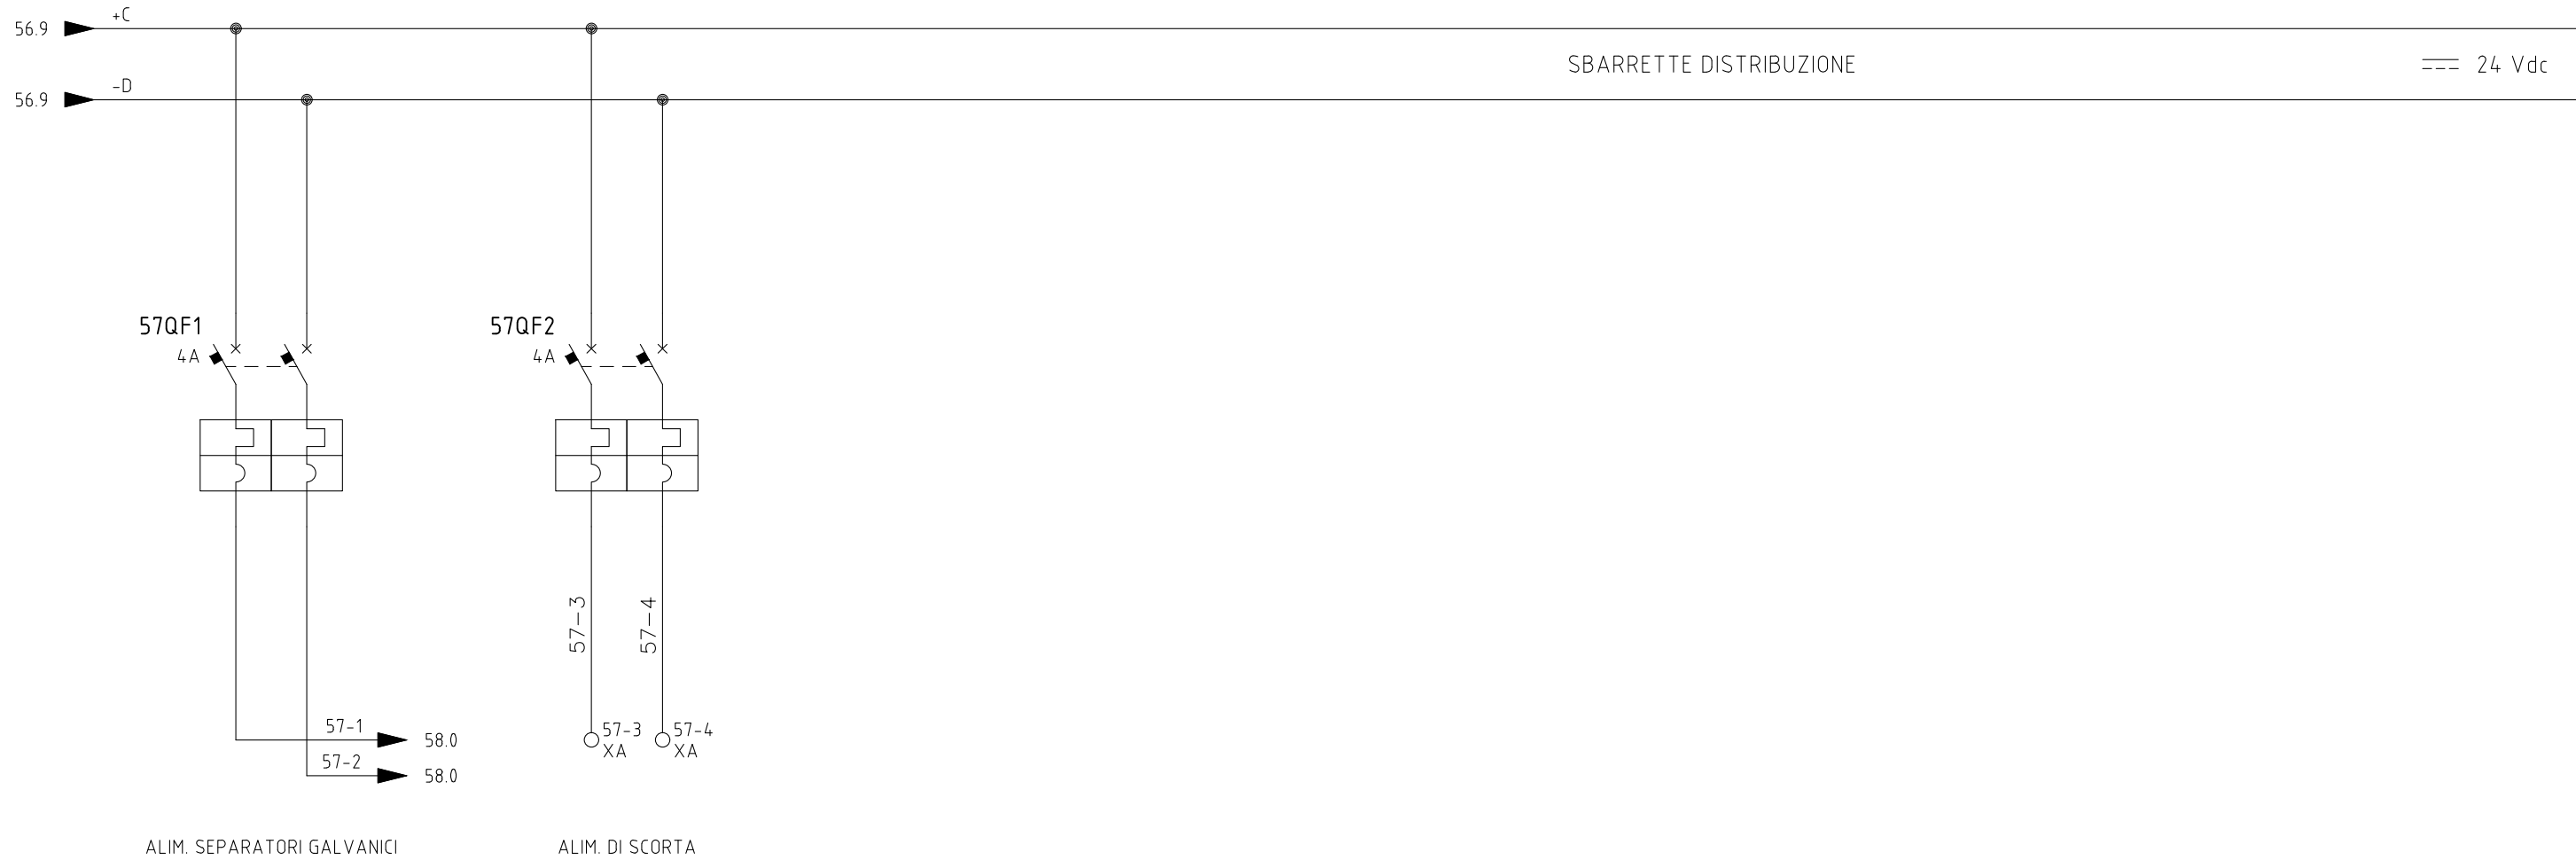 +C
56.9
SBARRETTE DISTRIBUZIONE
24 Vdc
-D
56.9
57QF1
4A
57QF2
4A
57-3
57-4
57-1
58.0
57-2
58.0
57-3
XA
57-4
XA
ALIM. SEPARATORI GALVANICI
ALIM. DI SCORTA